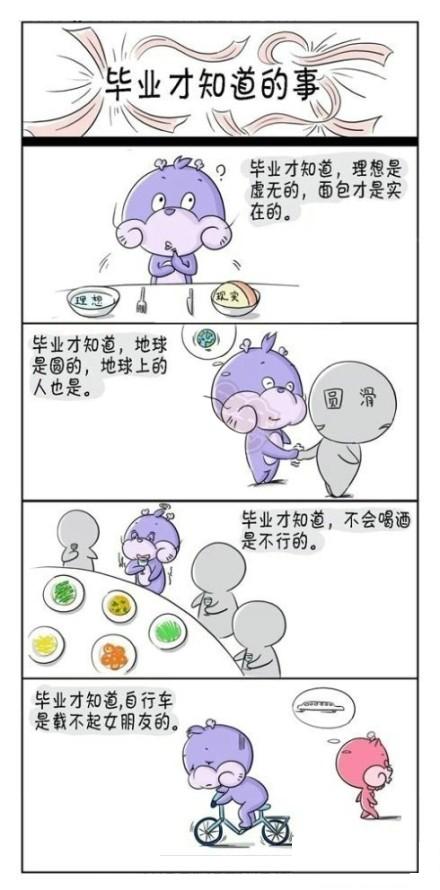 毕业才知道的事
毕业才知道，理想是
虚无的，面包才是实
在的。
理想
现实
毕业才知道，地球
是圆的，地球上的
人也是。
圆滑
毕业才知道，不会喝酒
是不行的。
毕业才知道,自行车
是载不起女朋友的。